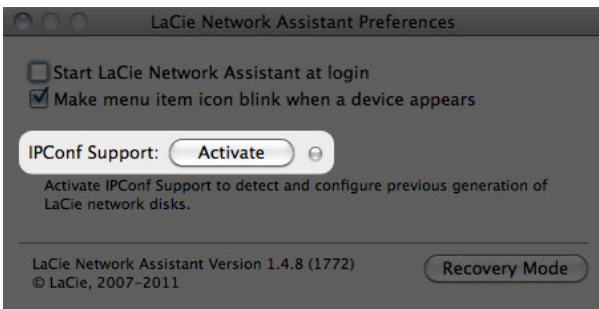 LaCie Network Assistant Preferences
Start LaCie Network Assistant at login
Make menu item icon blink when a device appears
IPConf Support: Activate
Activate IPConf Support to detect and configure previous generation of
LaCie network disks.
LaCie Network Assistant Version 1.4.8 (1772)
© LaCie, 2007-2011
Recovery Mode